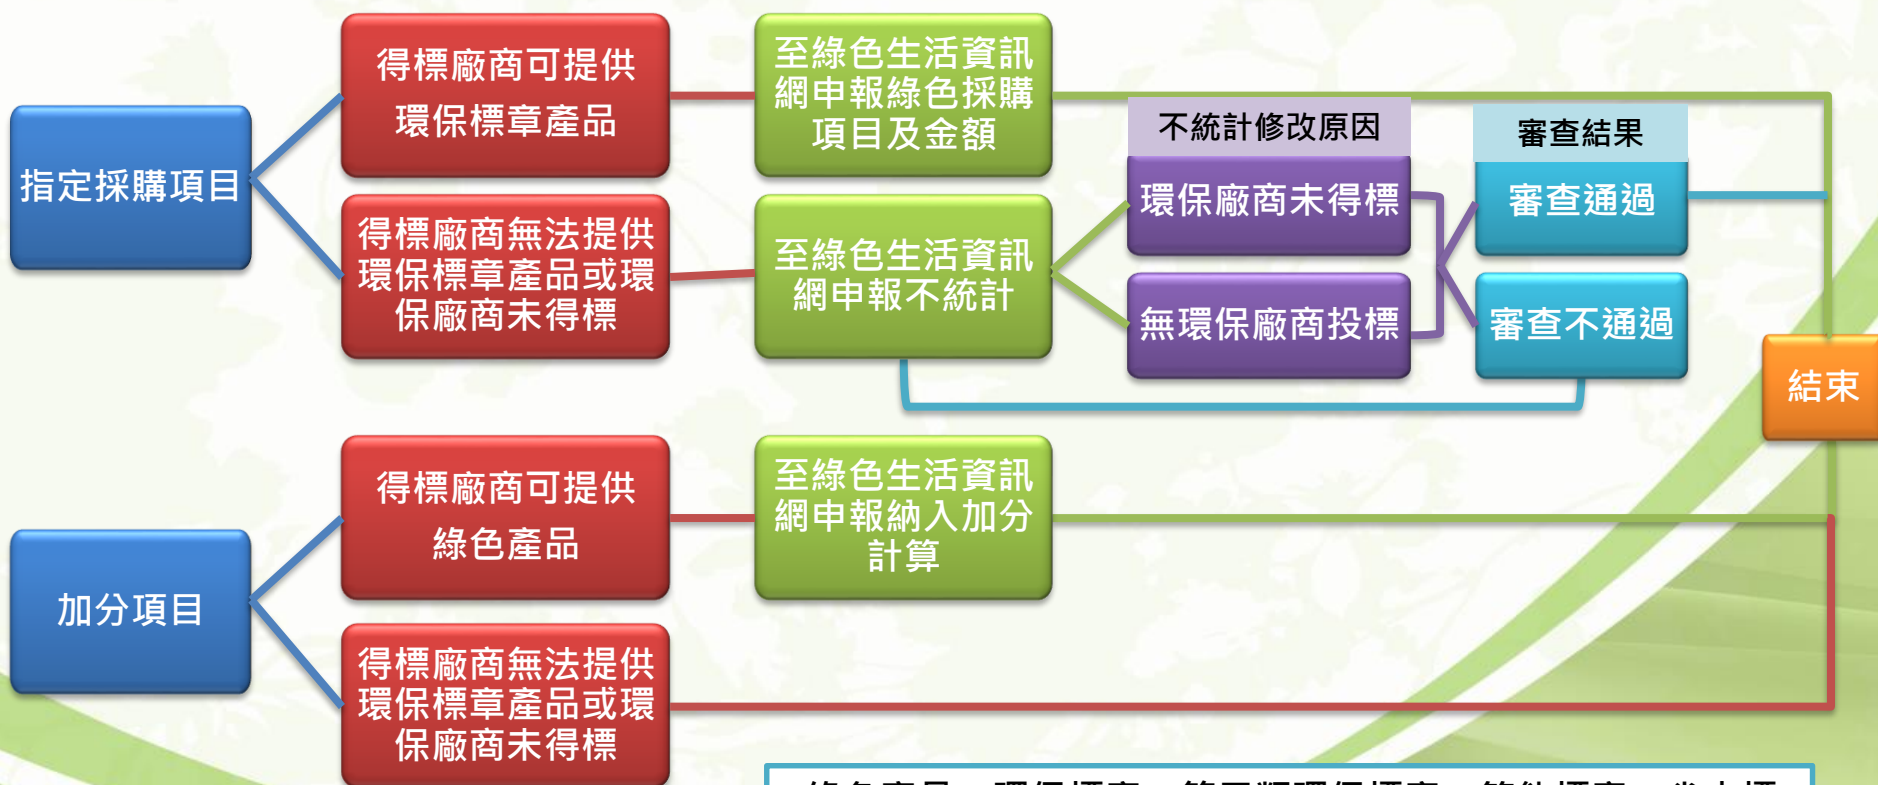 指定採購項目
得標廠商可提供
環保標章產品
得標廠商無法提供
環保標章產品或環
保廠商未得標
至綠色生活資訊
網申報綠色採購
項目及金額
至綠色生活資訊
網申報不統計
不統計修改原因
環保廠商未得標
無環保廠商投標
審查結果
審查通過
審查不通過
結束
加分項目
得標廠商可提供
綠色產品
得標廠商無法提供
環保標章產品或環
保廠商未得標
至綠色生活資訊
網申報納入加分
計算